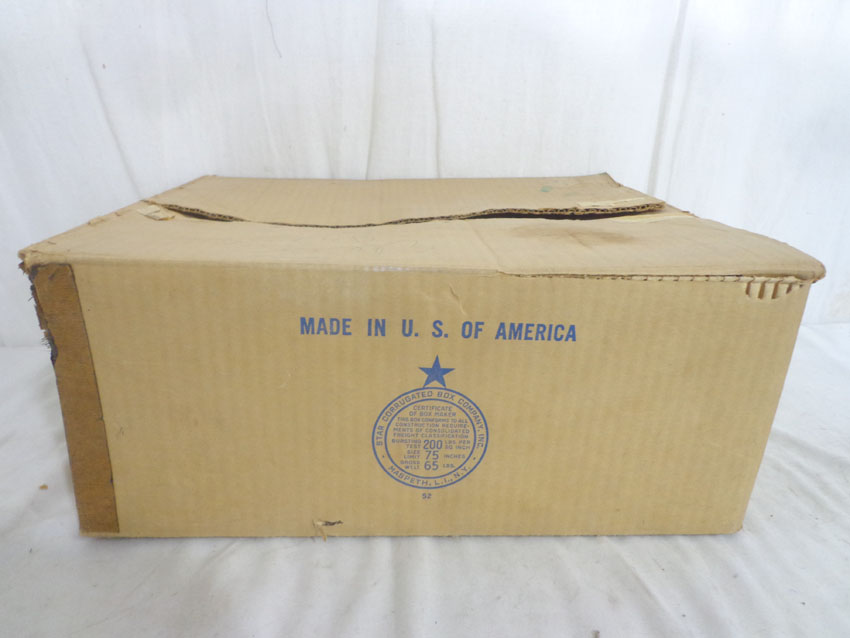 MADE IN U. S. OF AMERICA
STAR CORRUGATED BOX COMPANY, INC.
CERTIFICATE
OF BOX MAKER
THIS BOX CONFORMS TO ALL
CONSTRUCTION REQUIRE-
MENTS OF CONSOLIDATED
FREIGHT CLASSIFICATION
BURSTING TEST 200 LBS. PER SQ INCH
SIZE LIMIT 75 INCHES
GROSS WT. LT 65 LBS.
MASPETH, L.I., N.Y.
S2